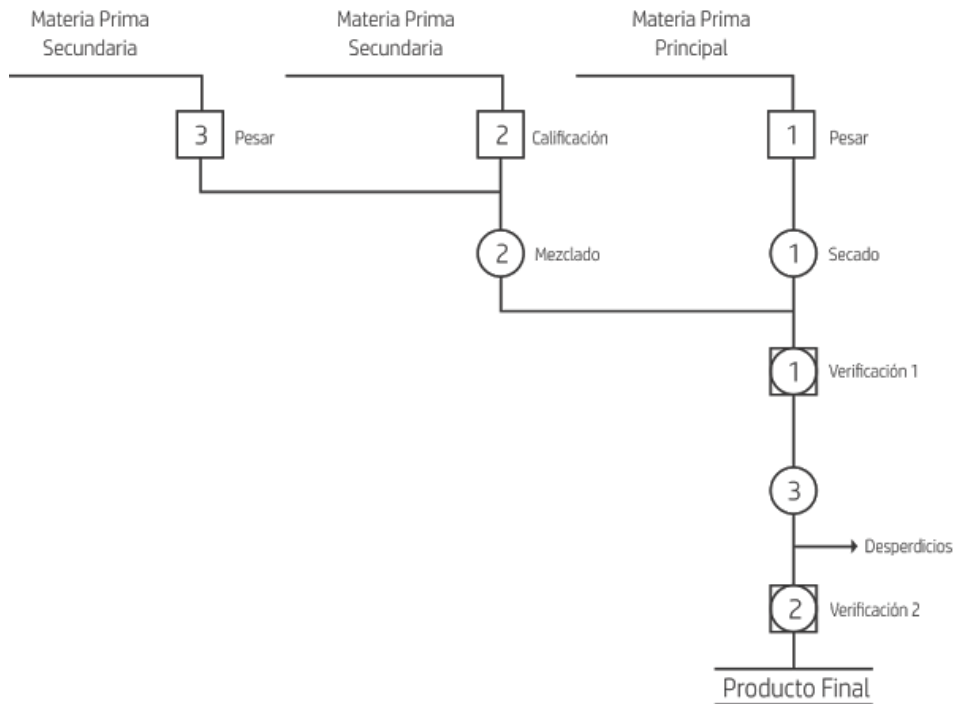 Materia Prima
Secundaria
Materia Prima
Secundaria
Materia Prima
Principal
3 Pesar
2 Calificación
1 Pesar
2 Mezclado
1 Secado
1 Verificación 1
3
Desperdicios
2 Verificación 2
Producto Final